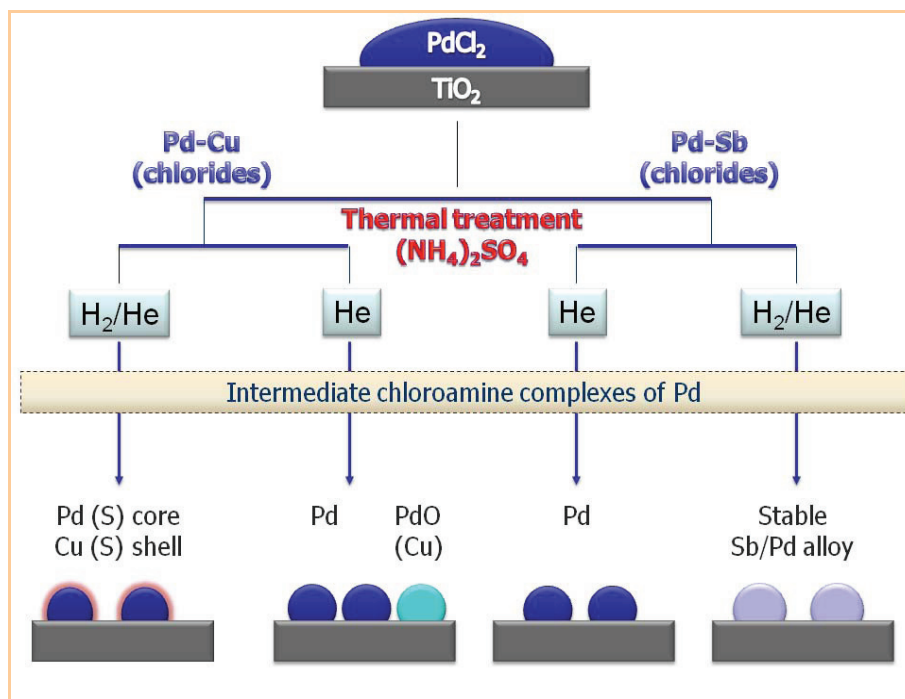 PdCl₂
TiO₂
Pd-Cu
(chlorides)
Pd-Sb
(chlorides)
Thermal treatment
(NH₄)₂SO₄
H₂/He
He
He
H₂/He
Intermediate chloroamine complexes of Pd
Pd (S) core
Cu (S) shell
Pd
PdO
(Cu)
Pd
Stable
Sb/Pd alloy